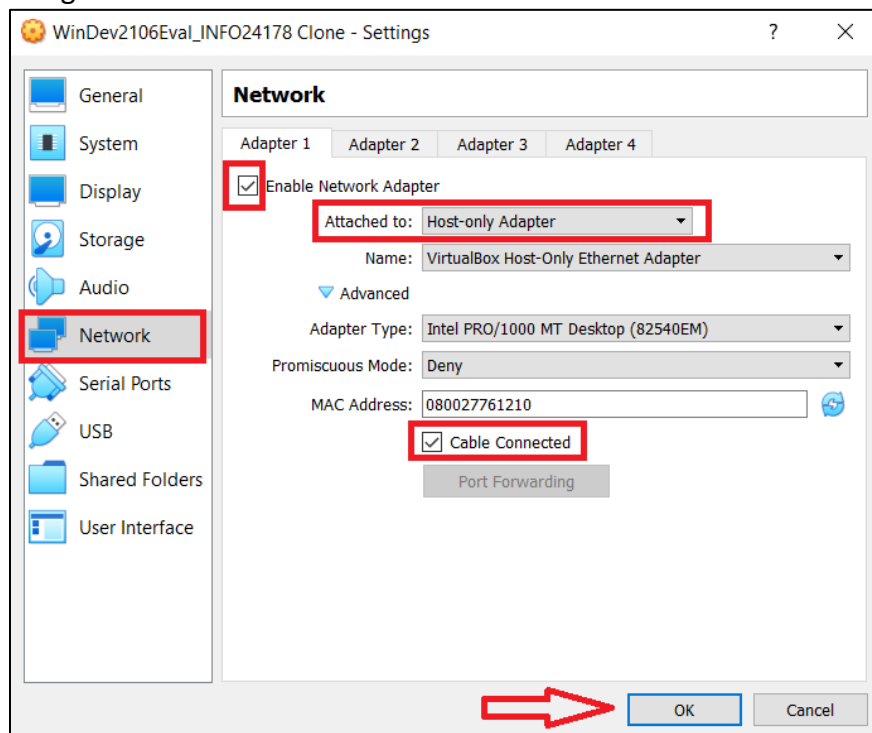 WinDev2106Eval_INFO24178 Clone - Settings ? ×
General
System
Display
Storage
Audio
Network
Serial Ports
USB
Shared Folders
User Interface
Network
Adapter 1 Adapter 2 Adapter 3 Adapter 4
Enable Network Adapter
Attached to: Host-only Adapter
Name: VirtualBox Host-Only Ethernet Adapter
Advanced
Adapter Type: Intel PRO/1000 MT Desktop (82540EM)
Promiscuous Mode: Deny
MAC Address: 080027761210
Cable Connected
Port Forwarding
OK Cancel